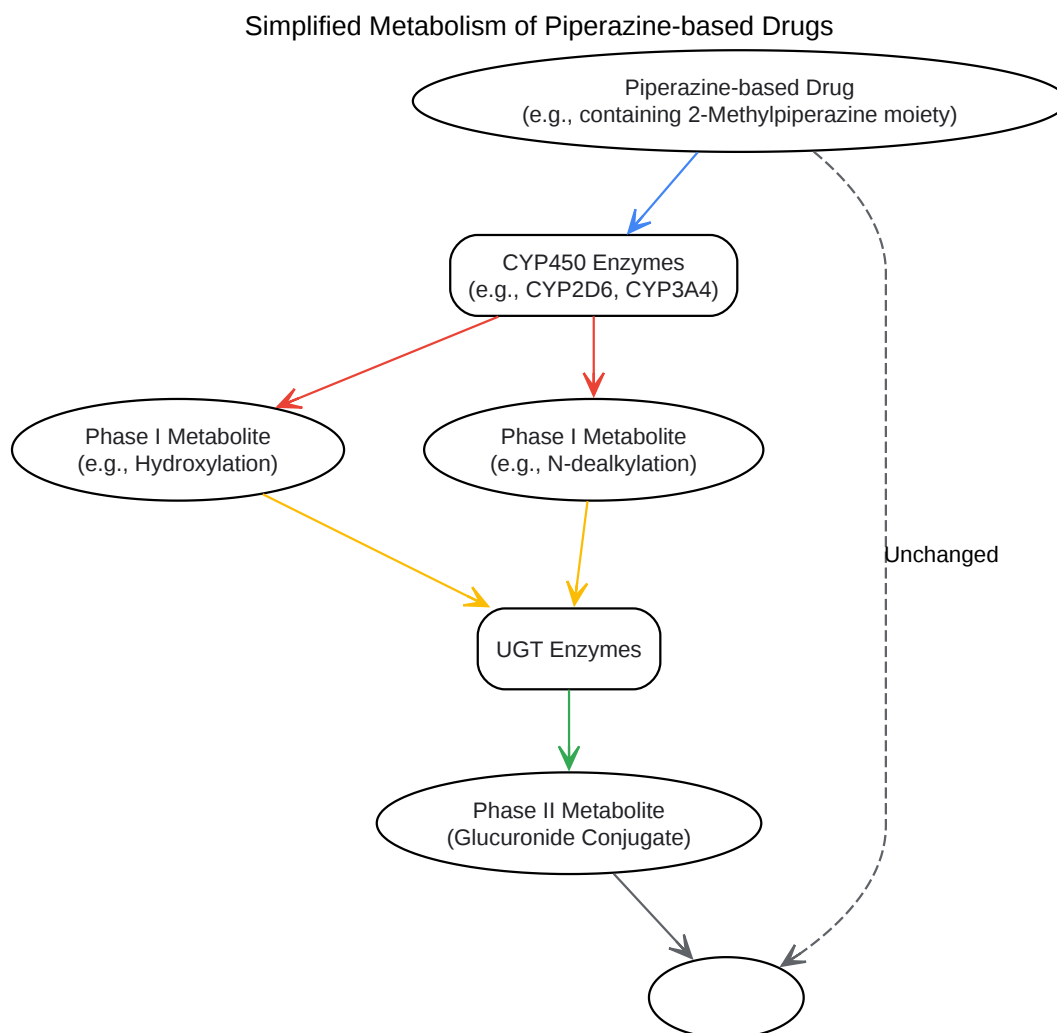 Simplified Metabolism of Piperazine-based Drugs
Piperazine-based Drug
(e.g., containing 2-Methylpiperazine moiety)
CYP450 Enzymes
(e.g., CYP2D6, CYP3A4)
Phase I Metabolite
(e.g., Hydroxylation)
Phase I Metabolite
(e.g., N-dealkylation)
Unchanged
UGT Enzymes
Phase II Metabolite
(Glucuronide Conjugate)